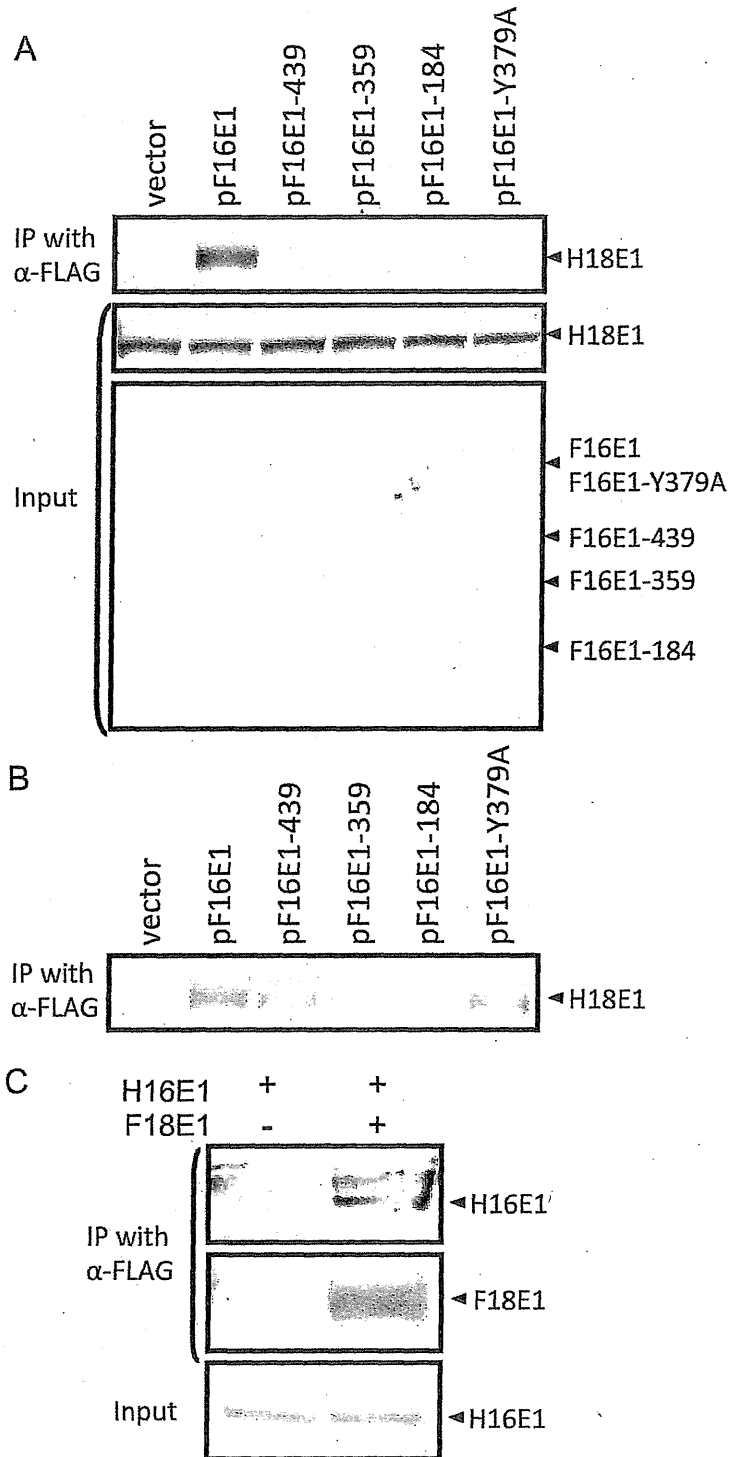 A
vector
pF16E1
pF16E1-439
pF16E1-359
pF16E1-184
pF16E1-Y379A
IP with
α-FLAG
H18E1
H18E1
Input
F16E1
F16E1-Y379A
F16E1-439
F16E1-359
F16E1-184
B
vector
pF16E1
pF16E1-439
pF16E1-359
pF16E1-184
pF16E1-Y379A
IP with
α-FLAG
H18E1
C
H16E1 + +
F18E1 - +
IP with
α-FLAG
H16E1
F18E1
Input
H16E1